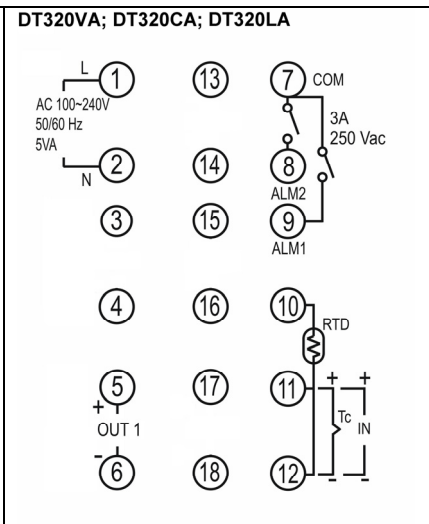 DT320VA; DT320CA; DT320LA
L
1
13
7
COM
AC 100~240V
50/60 Hz
5VA
3A
250 Vac
N
2
14
8
ALM2
3
15
9
ALM1
4
16
10
RTD
5
17
11
+ +
+
OUT 1
Tc
IN
-
6
18
12
- -